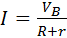 I = V_B / (R + r)